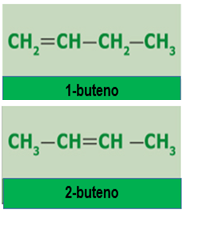 CH₂=CH–CH₂–CH₃
1-buteno
CH₃–CH=CH –CH₃
2-buteno